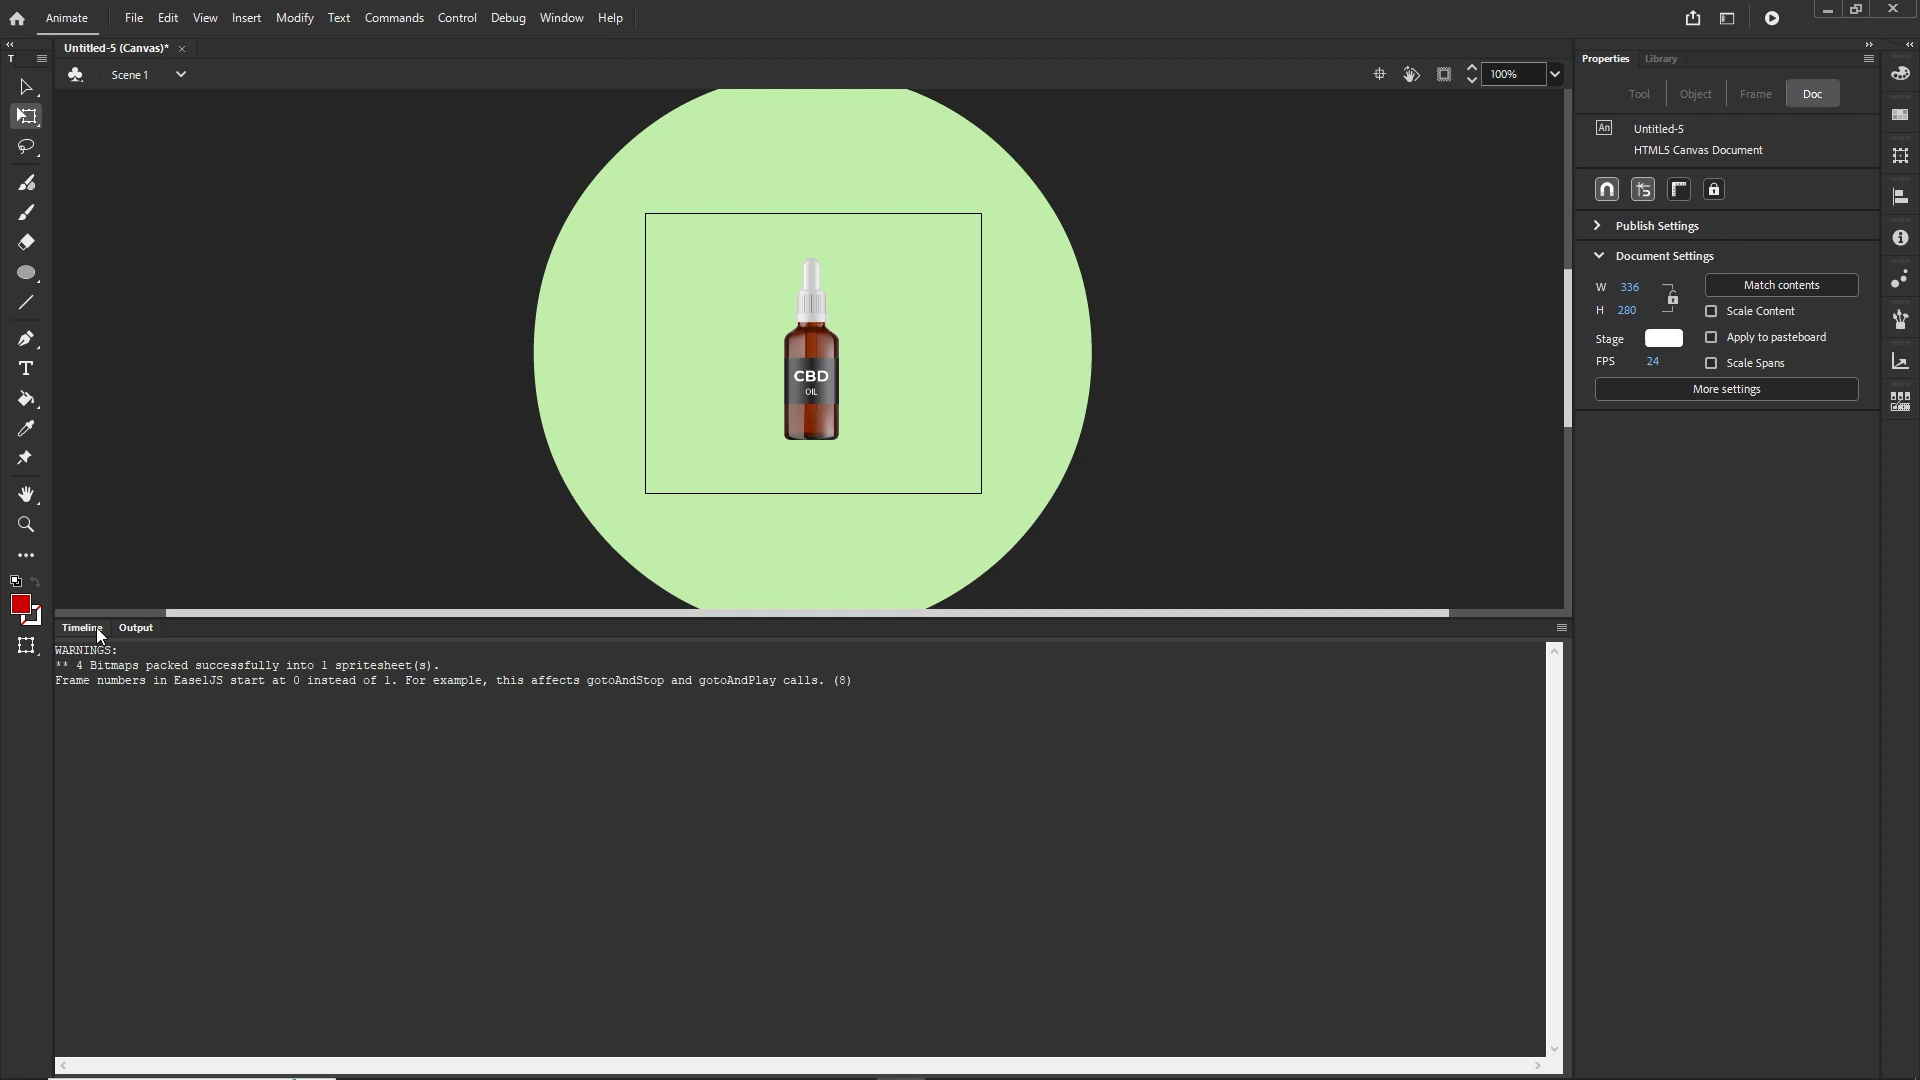 Animate File Edit View Insert Modify Text Commands Control Debug Window Help
Untitled-5 (Canvas)*
T
Scene 1
100%
CBD
OIL
Properties Library
Tool Object Frame Doc
An Untitled-5
HTML5 Canvas Document
Publish Settings
Document Settings
W 336 Match contents
H 280 Scale Content
Stage Apply to pasteboard
FPS 24 Scale Spans
More settings
Timeline Output
WARNINGS:
** 4 Bitmaps packed successfully into 1 spritesheet(s).
Frame numbers in EaselJS start at 0 instead of 1. For example, this affects gotoAndStop and gotoAndPlay calls. (8)